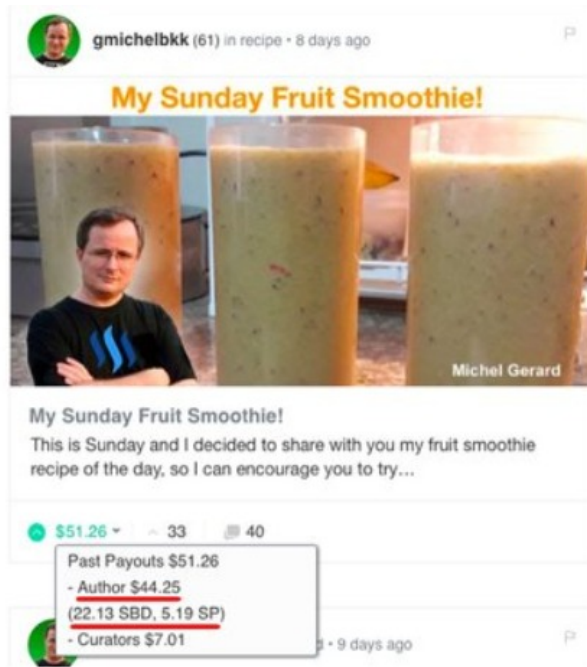 gmichelbkk (61) in recipe • 8 days ago
My Sunday Fruit Smoothie!
Michel Gerard
My Sunday Fruit Smoothie!
This is Sunday and I decided to share with you my fruit smoothie
recipe of the day, so I can encourage you to try...
$51.26 33 40
Past Payouts $51.26
- Author $44.25
(22.13 SBD, 5.19 SP)
- Curators $7.01
• 9 days ago